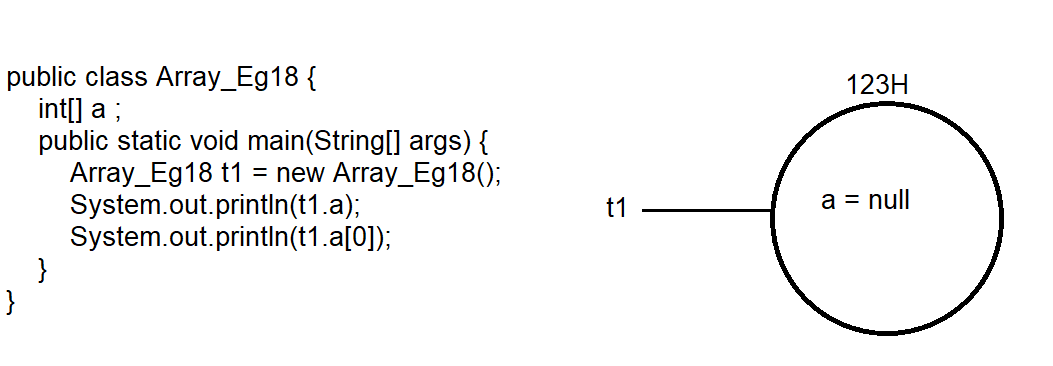 public class Array_Eg18 {
int[] a ;
public static void main(String[] args) {
Array_Eg18 t1 = new Array_Eg18();
System.out.println(t1.a);
System.out.println(t1.a[0]);
}
}
123H
t1
a = null